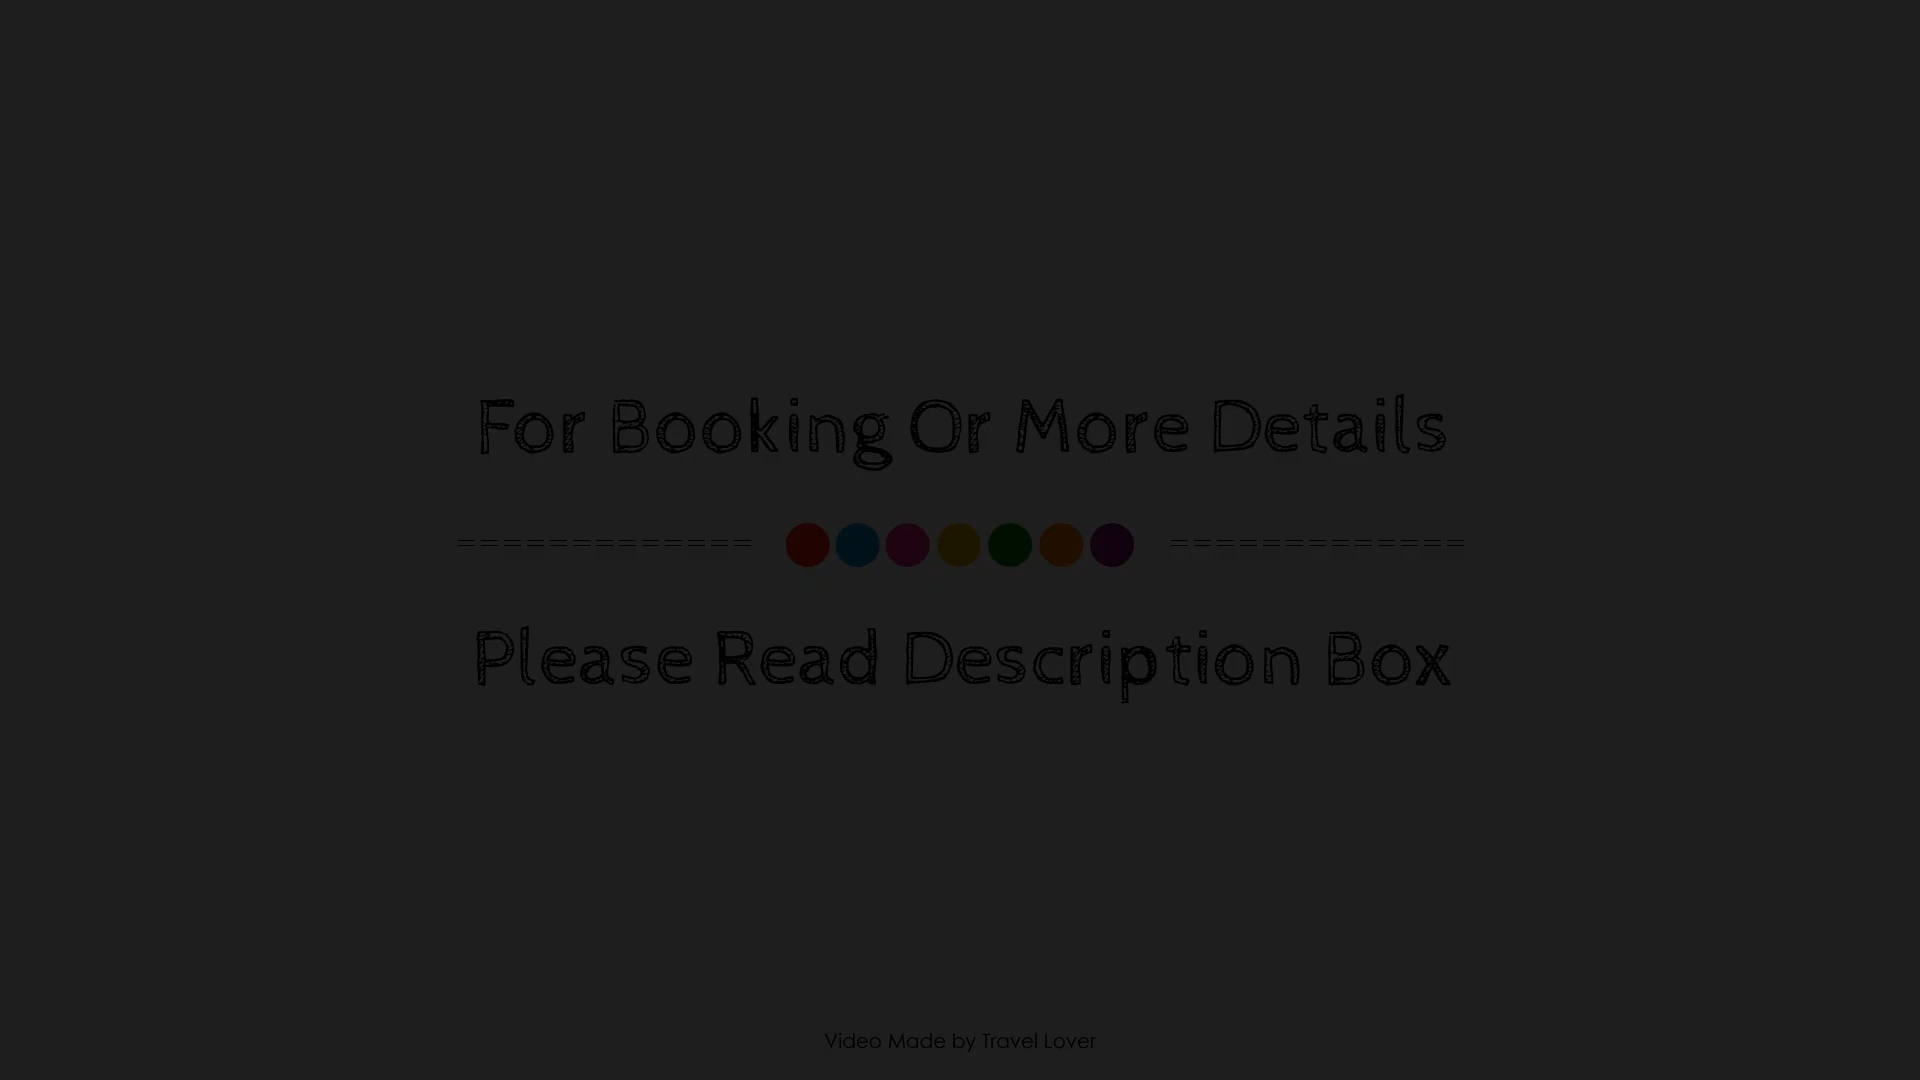 For Booking Or More Details
============= =============
Please Read Description Box
Video Made by Travel Lover